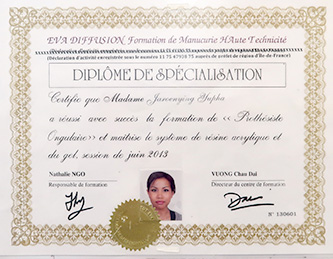 EVA DIFFUSION Formation de Manucurie HAute Technicité
(Déclaration d'activité enregistrée sous le numéro 11 75 47918 75 auprès du préfet de région d'Ile-de-France)
DIPLÔME DE SPÉCIALISATION
Certifie que Madame Jaroenying Yupha
a réussi avec succès la formation de << Prothésiste
Ongulaire >> et maîtrise le système de résine acrylique et
du gel, session de juin 2013
Nathalie NGO
Responsable de formation
VUONG Chao Dai
Directeur du centre de formation
N° 130601